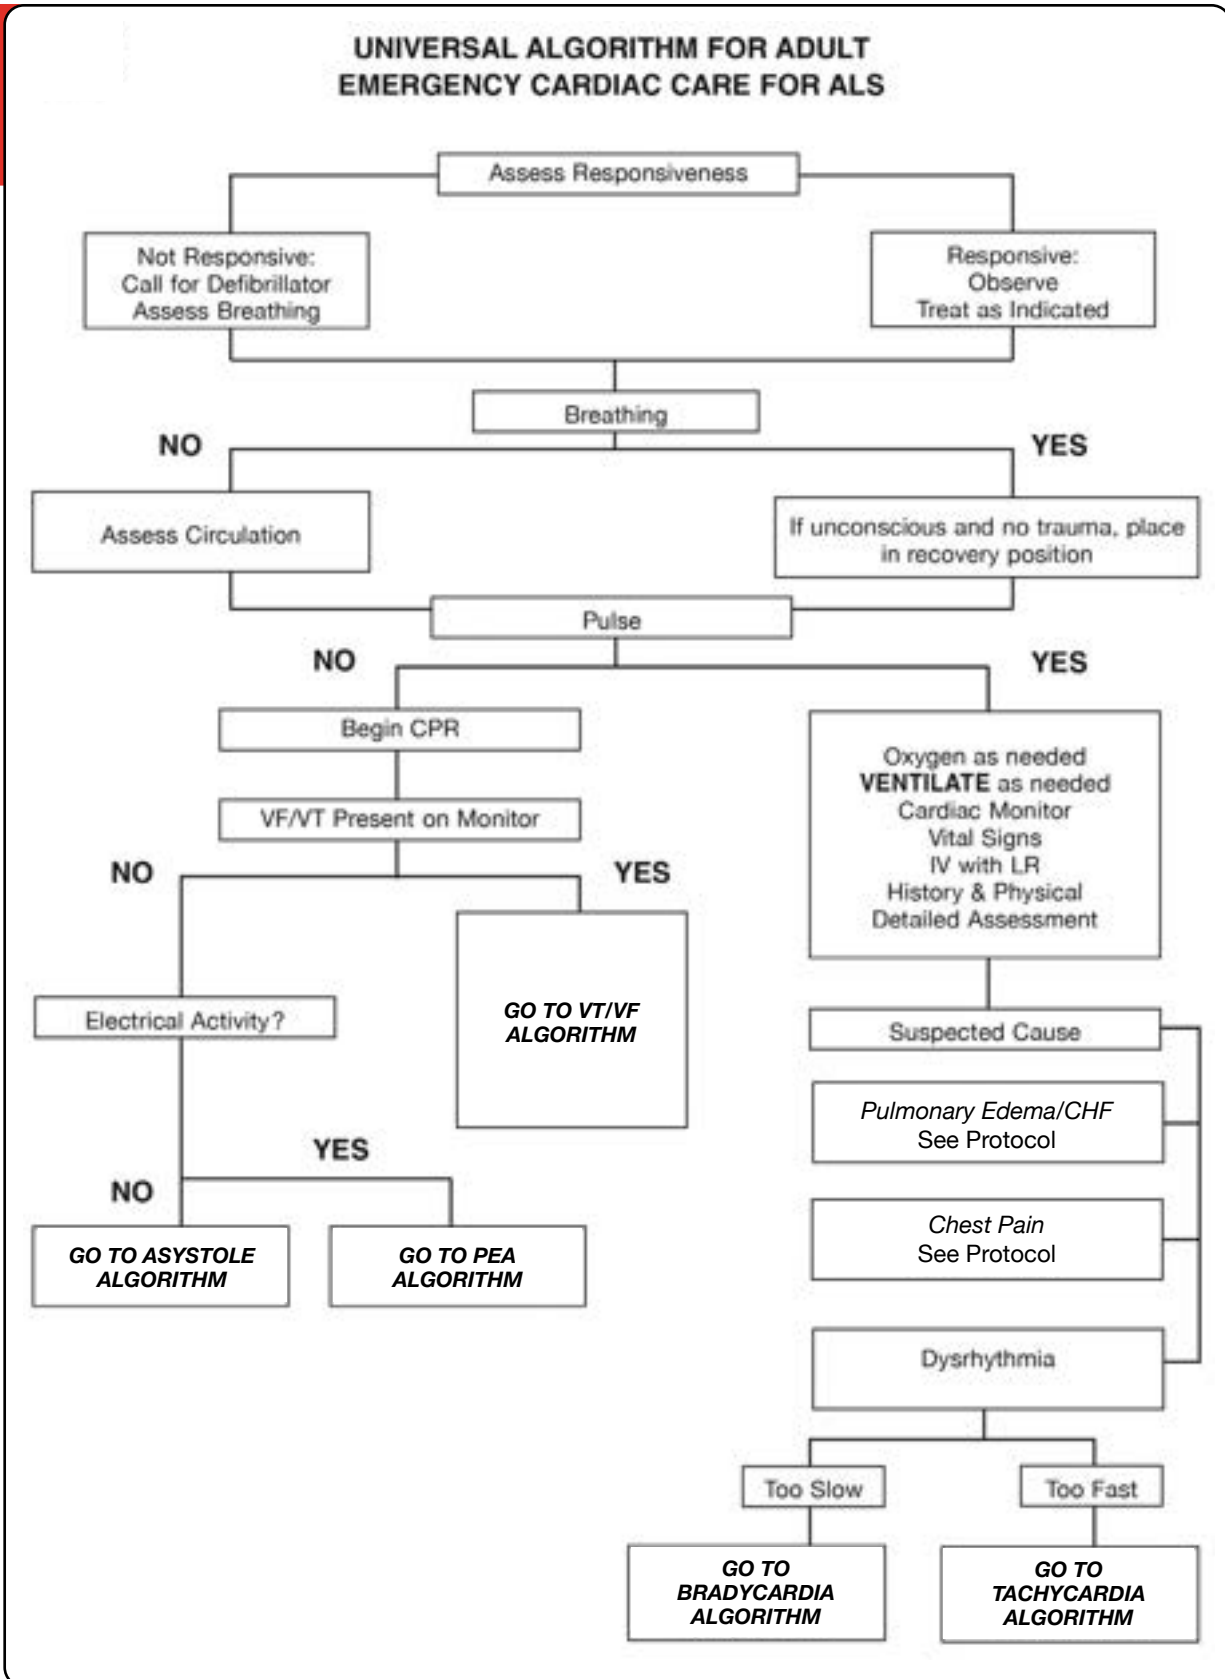 UNIVERSAL ALGORITHM FOR ADULT
EMERGENCY CARDIAC CARE FOR ALS
Assess Responsiveness
Not Responsive:
Call for Defibrillator
Assess Breathing
Responsive:
Observe
Treat as Indicated
Breathing
NO
YES
Assess Circulation
If unconscious and no trauma, place
in recovery position
Pulse
NO
YES
Begin CPR
VF/VT Present on Monitor
Oxygen as needed
VENTILATE as needed
Cardiac Monitor
Vital Signs
IV with LR
History & Physical
Detailed Assessment
NO
YES
GO TO VT/VF
ALGORITHM
Electrical Activity?
Suspected Cause
Pulmonary Edema/CHF
See Protocol
YES
NO
GO TO ASYSTOLE
ALGORITHM
GO TO PEA
ALGORITHM
Chest Pain
See Protocol
Dysrhythmia
Too Slow
Too Fast
GO TO
BRADYCARDIA
ALGORITHM
GO TO
TACHYCARDIA
ALGORITHM